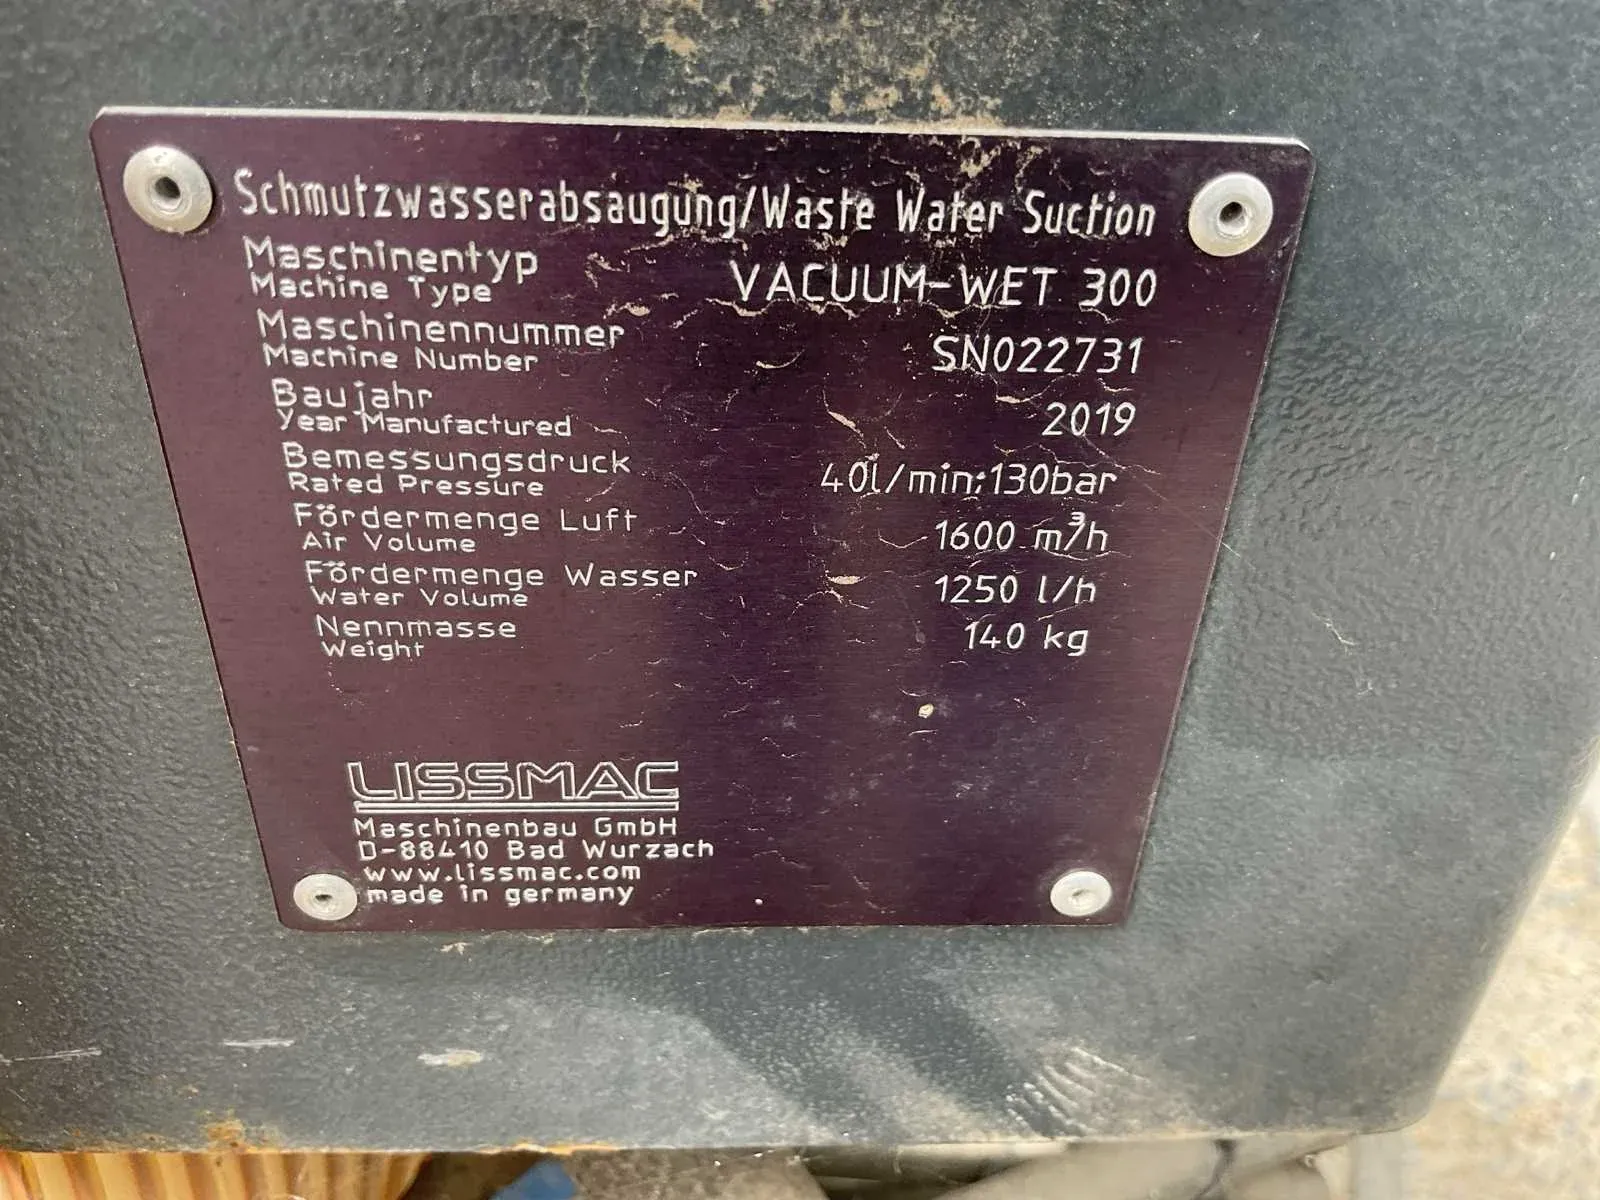 Schmutzwasserabsaugung/Waste Water Suction
Maschinentyp
Machine Type
VACUUM-WET 300
Maschinennummer
Machine Number
SN022731
Baujahr
Year Manufactured
2019
Bemessungsdruck
Rated Pressure
40l/min;130bar
Fördermenge Luft
Air Volume
1600 m³/h
Fördermenge Wasser
Water Volume
1250 l/h
Nennmasse
Weight
140 kg
LISSMAC
Maschinenbau GmbH
D-88410 Bad Wurzach
www.lissmac.com
made in germany